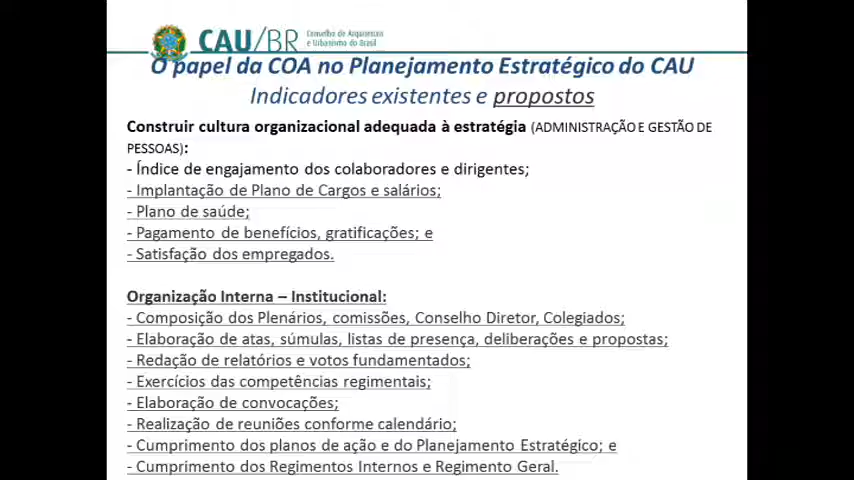 CAU/BR
Conselho de Arquitetura
e Urbanismo do Brasil
O papel da COA no Planejamento Estratégico do CAU
Indicadores existentes e propostos
Construir cultura organizacional adequada à estratégia (ADMINISTRAÇÃO E GESTÃO DE
PESSOAS):
- Índice de engajamento dos colaboradores e dirigentes;
- Implantação de Plano de Cargos e salários;
- Plano de saúde;
- Pagamento de benefícios, gratificações; e
- Satisfação dos empregados.
Organização Interna – Institucional:
- Composição dos Plenários, comissões, Conselho Diretor, Colegiados;
- Elaboração de atas, súmulas, listas de presença, deliberações e propostas;
- Redação de relatórios e votos fundamentados;
- Exercícios das competências regimentais;
- Elaboração de convocações;
- Realização de reuniões conforme calendário;
- Cumprimento dos planos de ação e do Planejamento Estratégico; e
- Cumprimento dos Regimentos Internos e Regimento Geral.